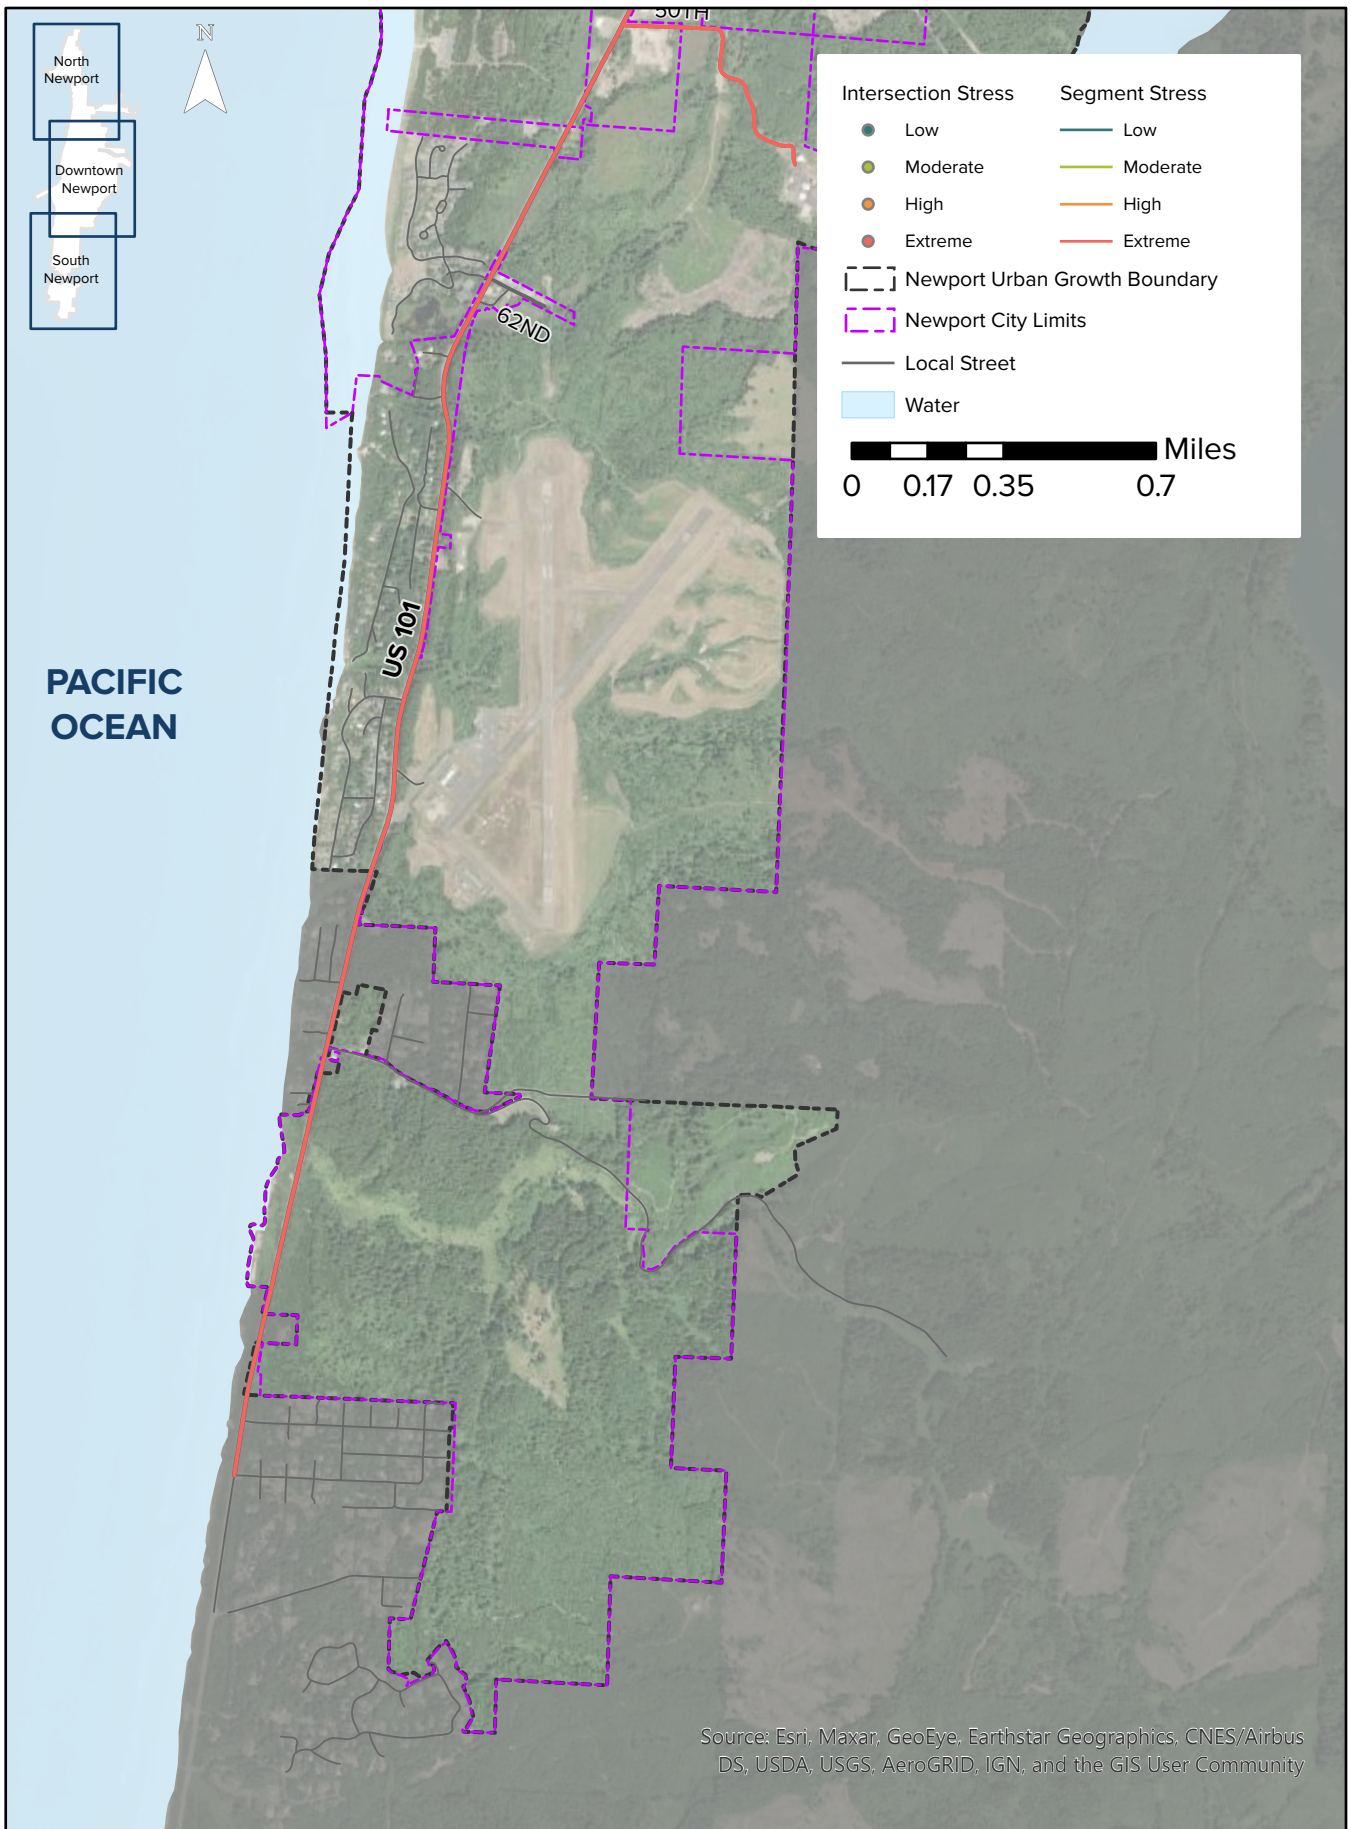 50TH
North
Newport
N
Downtown
Newport
South
Newport
Intersection Stress
Segment Stress
Low
Low
Moderate
Moderate
High
High
Extreme
Extreme
Newport Urban Growth Boundary
Newport City Limits
Local Street
Water
Miles
0 0.17 0.35 0.7
62ND
US 101
PACIFIC
OCEAN
Source: Esri, Maxar, GeoEye, Earthstar Geographics, CNES/Airbus
DS, USDA, USGS, AeroGRID, IGN, and the GIS User Community